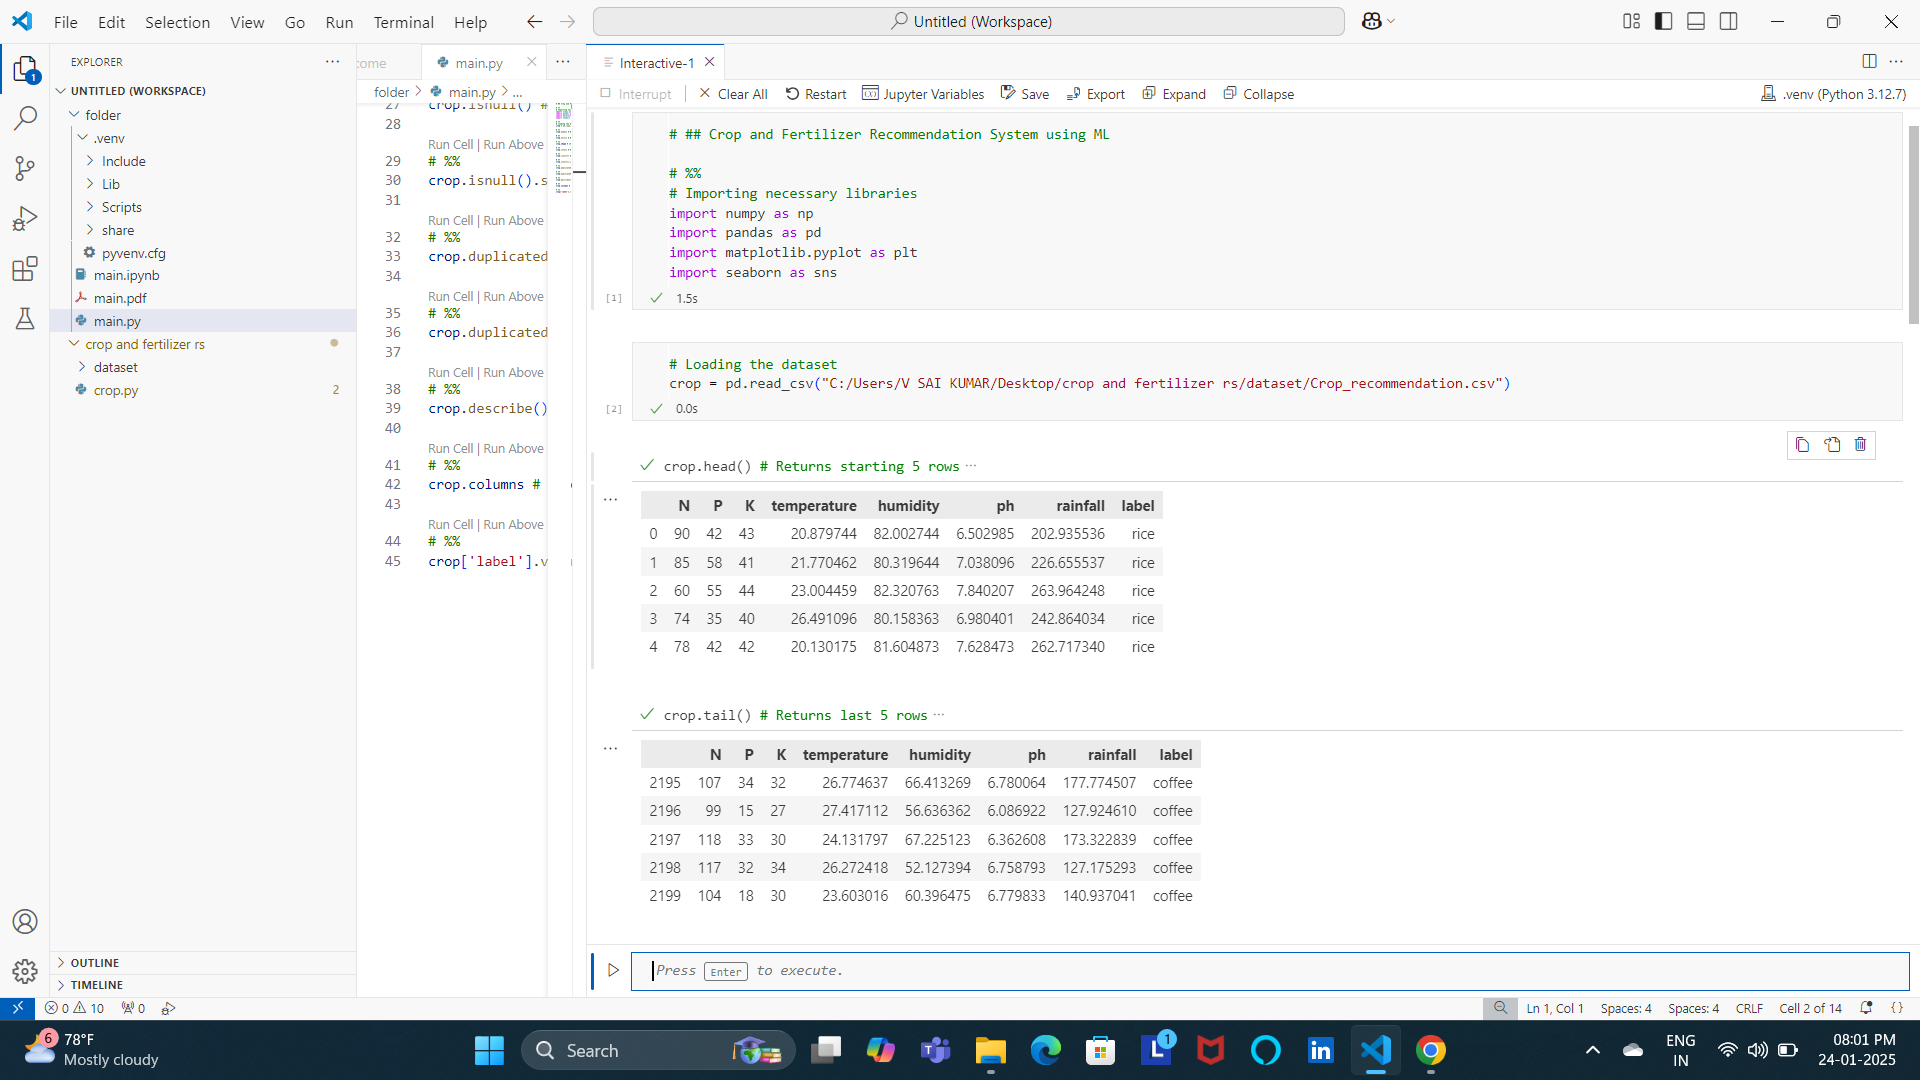 File Edit Selection View Go Run Terminal Help
Untitled (Workspace)
EXPLORER
UNTITLED (WORKSPACE)
folder
.venv
Include
Lib
Scripts
share
pyvenv.cfg
main.ipynb
main.pdf
main.py
crop and fertilizer rs
dataset
crop.py 2
OUTLINE
TIMELINE
1
ome
main.py
folder > main.py > ...
27 crop.isnull() #
28
Run Cell | Run Above
29 # %%
30 crop.isnull().s
31
Run Cell | Run Above
32 # %%
33 crop.duplicated
34
Run Cell | Run Above
35 # %%
36 crop.duplicated
37
Run Cell | Run Above
38 # %%
39 crop.describe()
40
Run Cell | Run Above
41 # %%
42 crop.columns #
43
Run Cell | Run Above
44 # %%
45 crop['label'].v
Interactive-1
Interrupt Clear All Restart Jupyter Variables Save Export Expand Collapse .venv (Python 3.12.7)
# ## Crop and Fertilizer Recommendation System using ML
# %%
# Importing necessary libraries
import numpy as np
import pandas as pd
import matplotlib.pyplot as plt
import seaborn as sns
[1] 1.5s
# Loading the dataset
crop = pd.read_csv("C:/Users/V SAI KUMAR/Desktop/crop and fertilizer rs/dataset/Crop_recommendation.csv")
[2] 0.0s
crop.head() # Returns starting 5 rows ...
N P K temperature humidity ph rainfall label
0 90 42 43 20.879744 82.002744 6.502985 202.935536 rice
1 85 58 41 21.770462 80.319644 7.038096 226.655537 rice
2 60 55 44 23.004459 82.320763 7.840207 263.964248 rice
3 74 35 40 26.491096 80.158363 6.980401 242.864034 rice
4 78 42 42 20.130175 81.604873 7.628473 262.717340 rice
crop.tail() # Returns last 5 rows ...
N P K temperature humidity ph rainfall label
2195 107 34 32 26.774637 66.413269 6.780064 177.774507 coffee
2196 99 15 27 27.417112 56.636362 6.086922 127.924610 coffee
2197 118 33 30 24.131797 67.225123 6.362608 173.322839 coffee
2198 117 32 34 26.272418 52.127394 6.758793 127.175293 coffee
2199 104 18 30 23.603016 60.396475 6.779833 140.937041 coffee
Press Enter to execute.
0 10 0
Ln 1, Col 1 Spaces: 4 Spaces: 4 CRLF Cell 2 of 14
6
78°F
Mostly cloudy
Search
1
ENG
IN
08:01 PM
24-01-2025